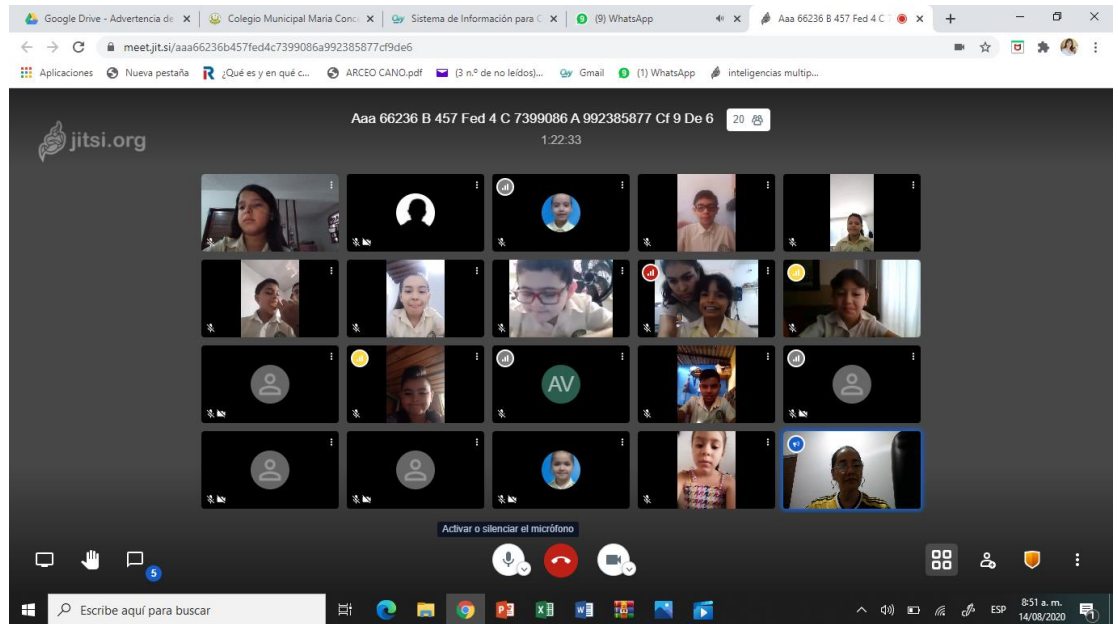 Google Drive - Advertencia de
Colegio Municipal Maria Conce
Sistema de Información para C
(9) WhatsApp
Aaa 66236 B 457 Fed 4 C 7
meet.jit.si/aaa66236b457fed4c7399086a992385877cf9de6
Aplicaciones
Nueva pestaña
¿Qué es y en qué c...
ARCEO CANO.pdf
(3 n.º de no leídos)...
Gmail
(1) WhatsApp
inteligencias multip...
jitsi.org
Aaa 66236 B 457 Fed 4 C 7399086 A 992385877 Cf 9 De 6
20
1:22:33
AV
Activar o silenciar el micrófono
5
Escribe aquí para buscar
ESP
8:51 a. m.
14/08/2020
1